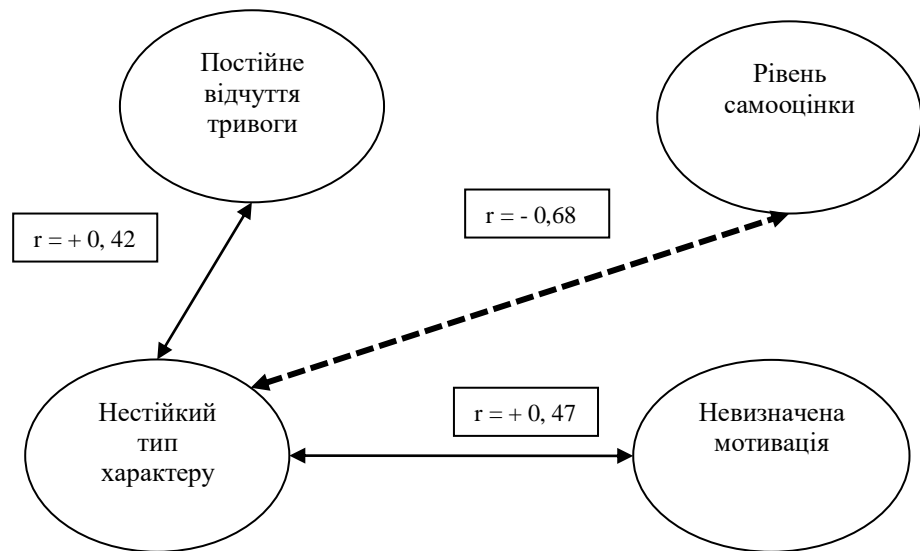 Постійне
відчуття
тривоги
Рівень
самооцінки
r = + 0, 42
r = - 0,68
Нестійкий
тип
характеру
r = + 0, 47
Невизначена
мотивація